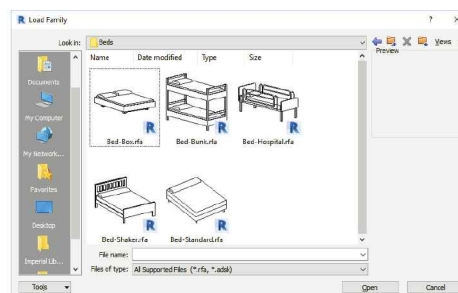 R Load Family ?
Look in: Beds Views
Name Date modified Type Size Preview
Documents
My Computer
My Network...
Favorites
Desktop
Imperial Lib...
Bed-Box.rfa Bed-Bunk.rfa Bed-Hospital.rfa
Bed-Shaker.rfa Bed-Standard.rfa
File name:
Files of type: All Supported Files (*.rfa, *.adsk)
Tools Open Cancel